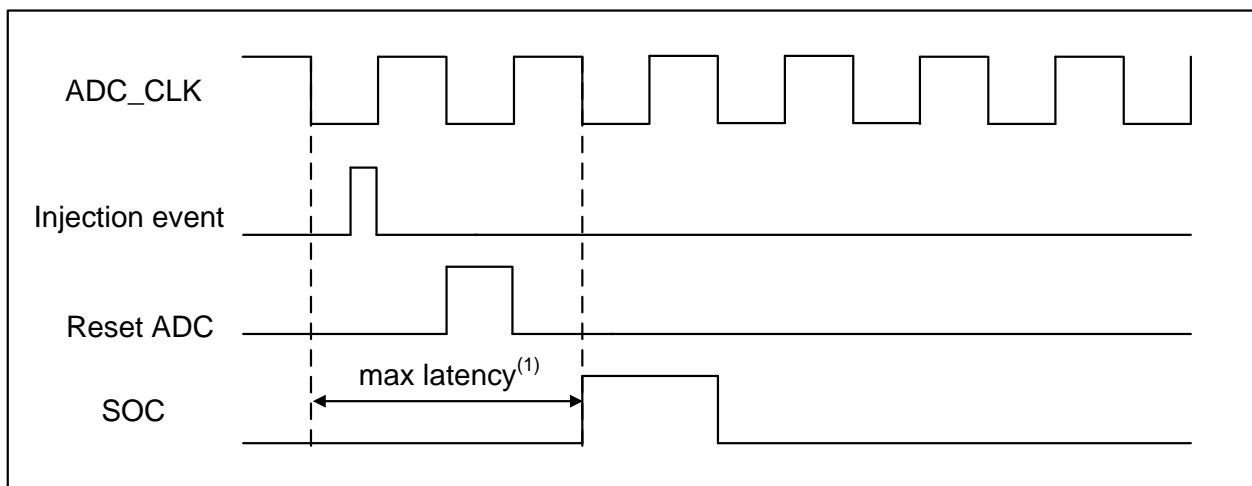 ADC_CLK
Injection event
Reset ADC
max latency(1)
SOC